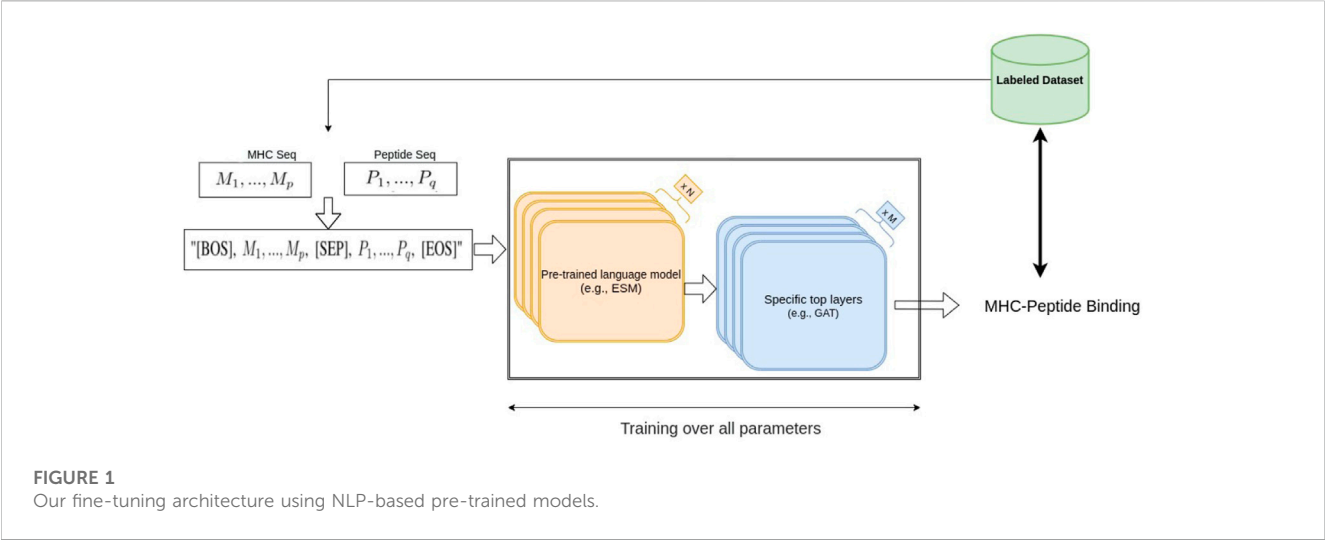 Labeled Dataset
MHC Seq
Peptide Seq
M₁, ..., Mₚ
P₁, ..., P_q
"[BOS], M₁, ..., Mₚ, [SEP], P₁, ..., P_q, [EOS]"
x N
x M
Pre-trained language model
(e.g., ESM)
Specific top layers
(e.g., GAT)
MHC-Peptide Binding
Training over all parameters
FIGURE 1
Our fine-tuning architecture using NLP-based pre-trained models.